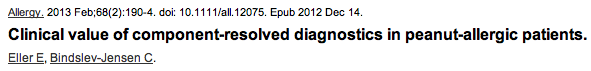 Allergy. 2013 Feb;68(2):190-4. doi: 10.1111/all.12075. Epub 2012 Dec 14.
Clinical value of component-resolved diagnostics in peanut-allergic patients.
Eller E, Bindslev-Jensen C.